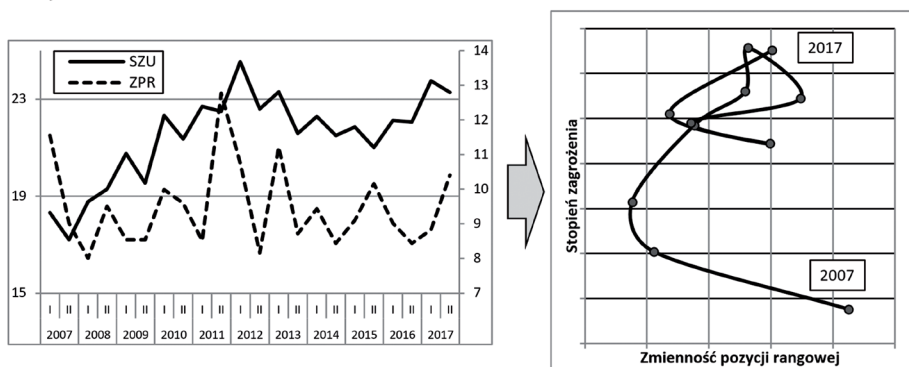 SZU
ZPR
23
19
15
14
13
12
11
10
9
8
7
I II I II I II I II I II I II I II I II I II I II I II
2007 2008 2009 2010 2011 2012 2013 2014 2015 2016 2017
Stopień zagrożenia
2017
2007
Zmienność pozycji rangowej